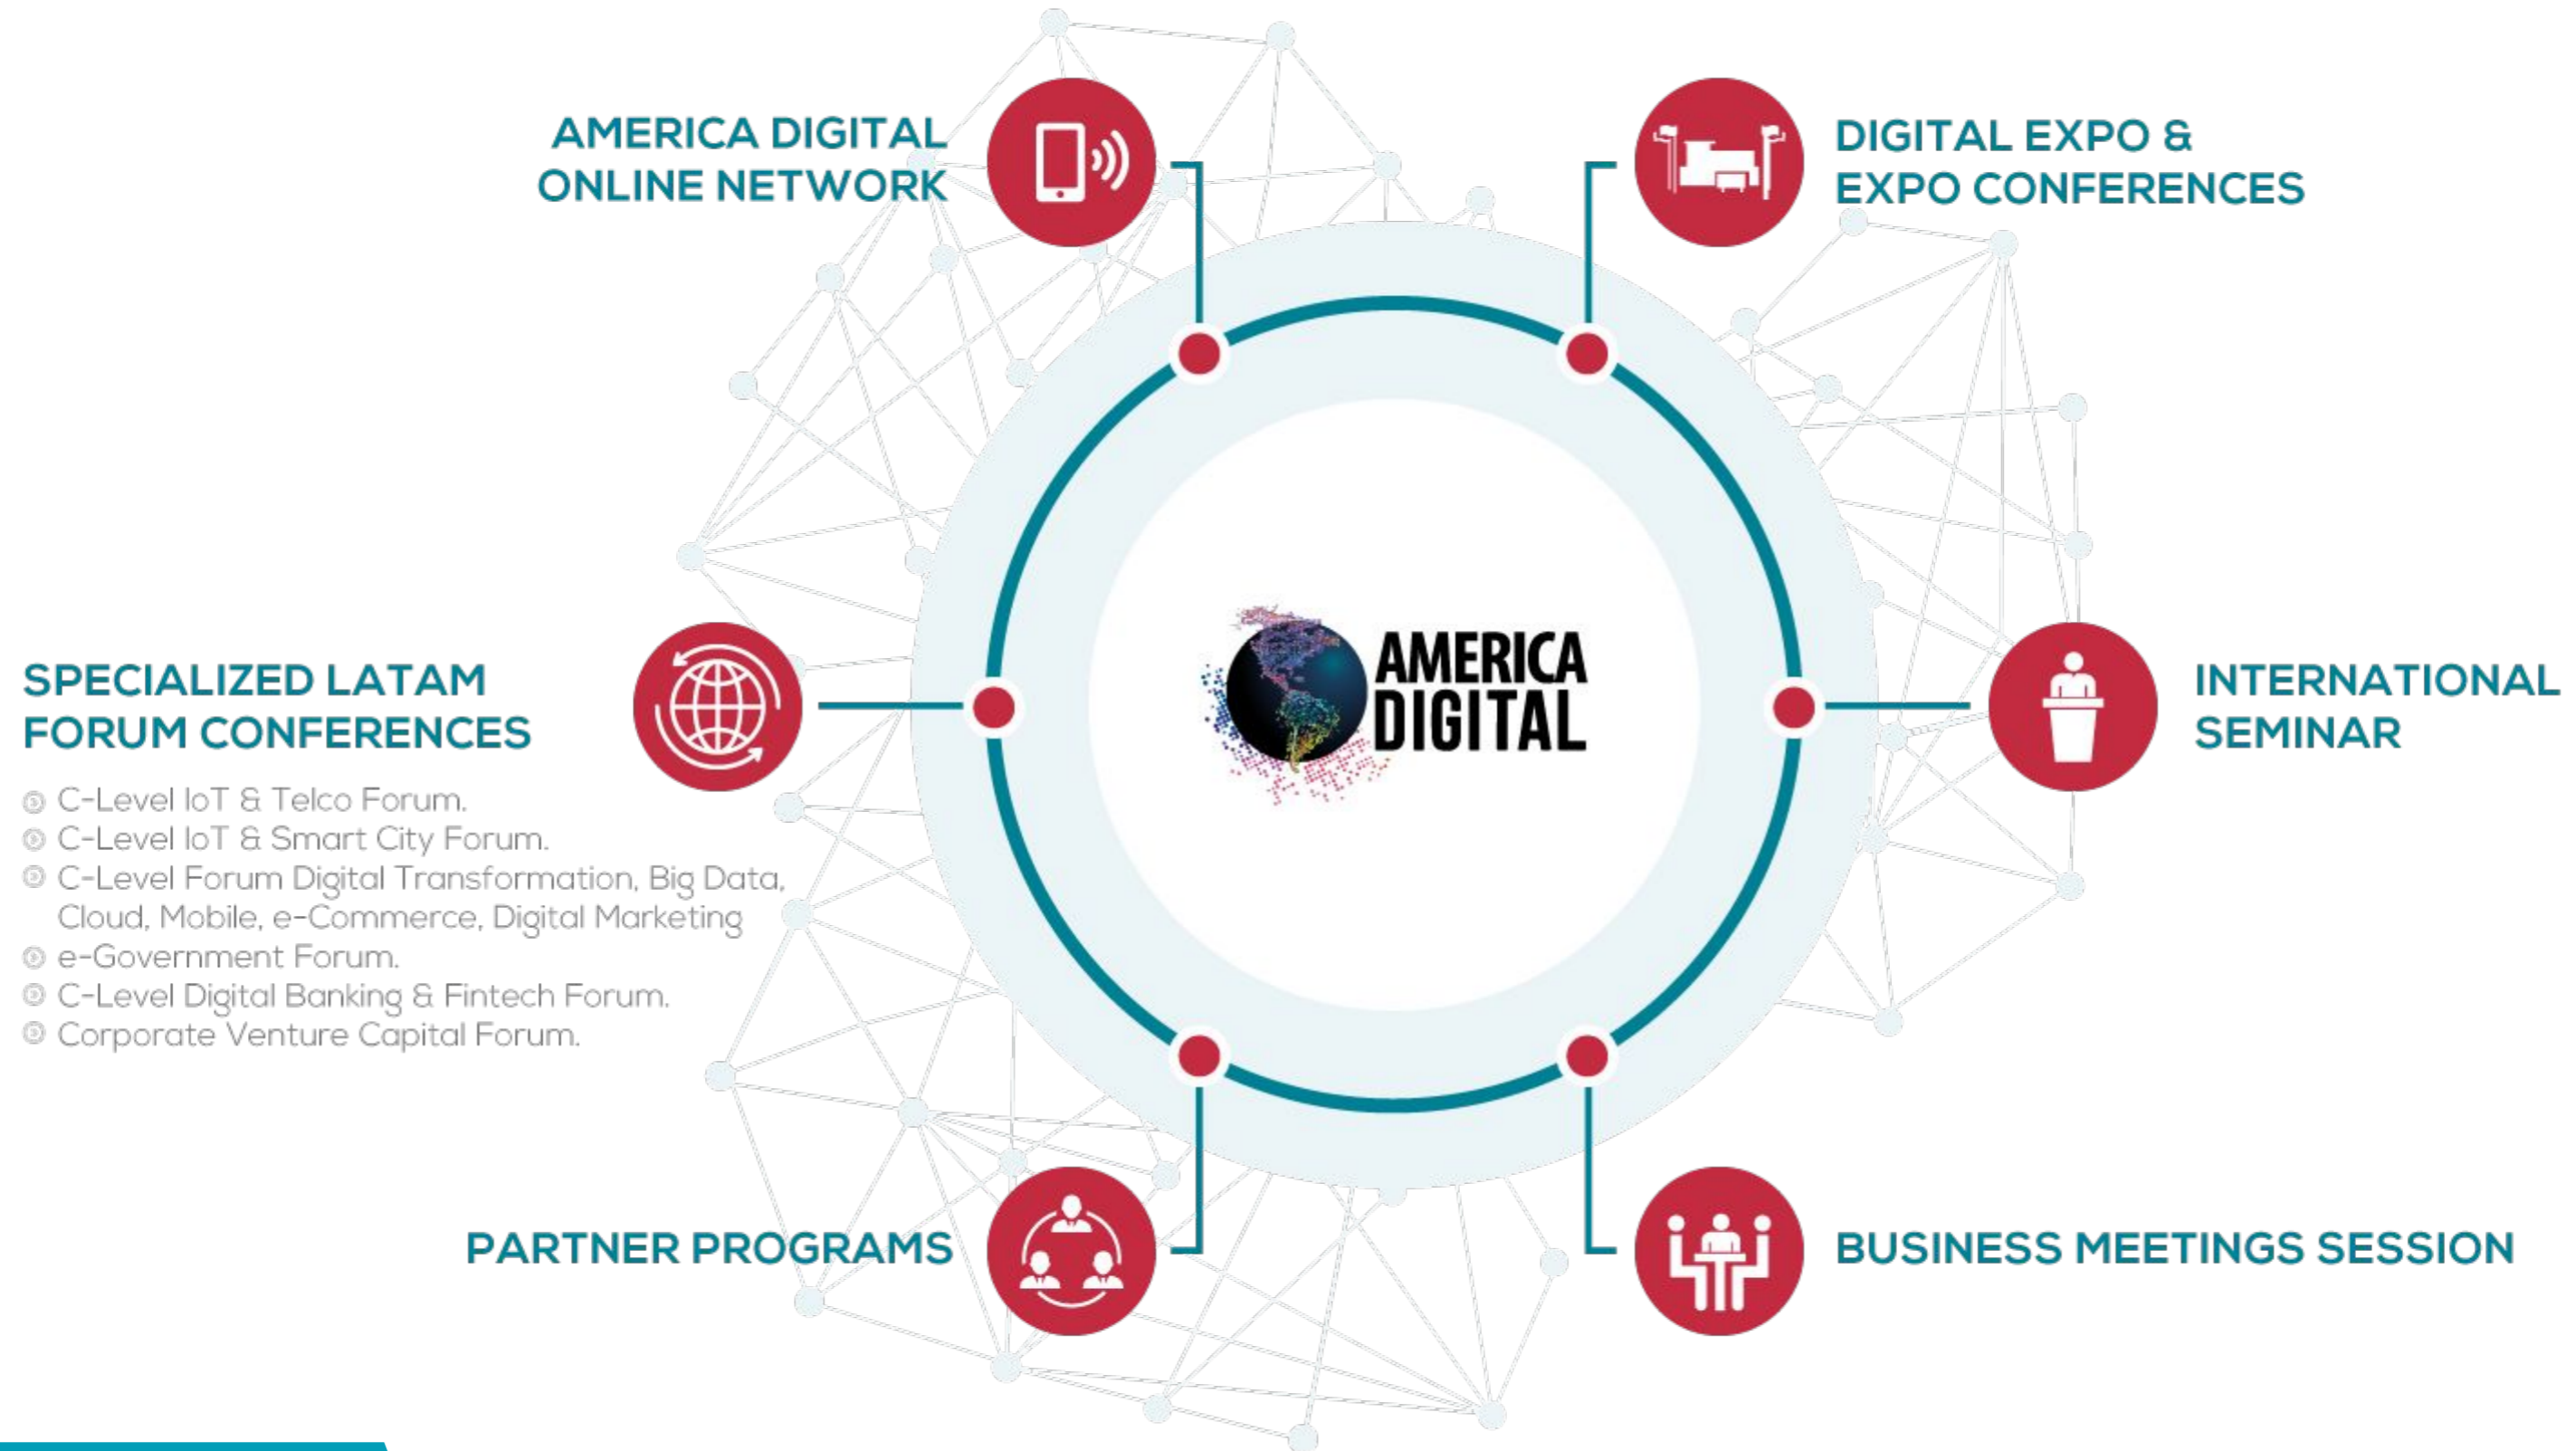 AMERICA DIGITAL
ONLINE NETWORK
DIGITAL EXPO &
EXPO CONFERENCES
SPECIALIZED LATAM
FORUM CONFERENCES
C-Level IoT & Telco Forum.
C-Level IoT & Smart City Forum.
C-Level Forum Digital Transformation, Big Data,
Cloud, Mobile, e-Commerce, Digital Marketing
e-Government Forum.
C-Level Digital Banking & Fintech Forum.
Corporate Venture Capital Forum.
AMERICA
DIGITAL
INTERNATIONAL
SEMINAR
PARTNER PROGRAMS
BUSINESS MEETINGS SESSION